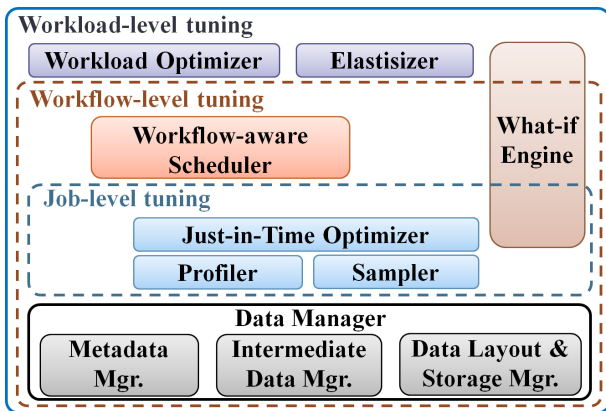 Workload-level tuning
Workload Optimizer
Elastisizer
What-if
Engine
Workflow-level tuning
Workflow-aware
Scheduler
Job-level tuning
Just-in-Time Optimizer
Profiler
Sampler
Data Manager
Metadata
Mgr.
Intermediate
Data Mgr.
Data Layout &
Storage Mgr.